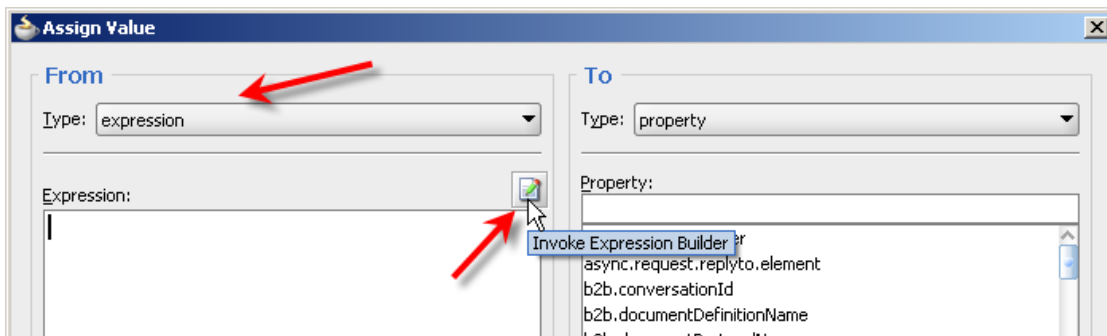 Assign Value
From
Type: expression
Expression:
Invoke Expression Builder
To
Type: property
Property:
async.request.replyto.element
b2b.conversationId
b2b.documentDefinitionName